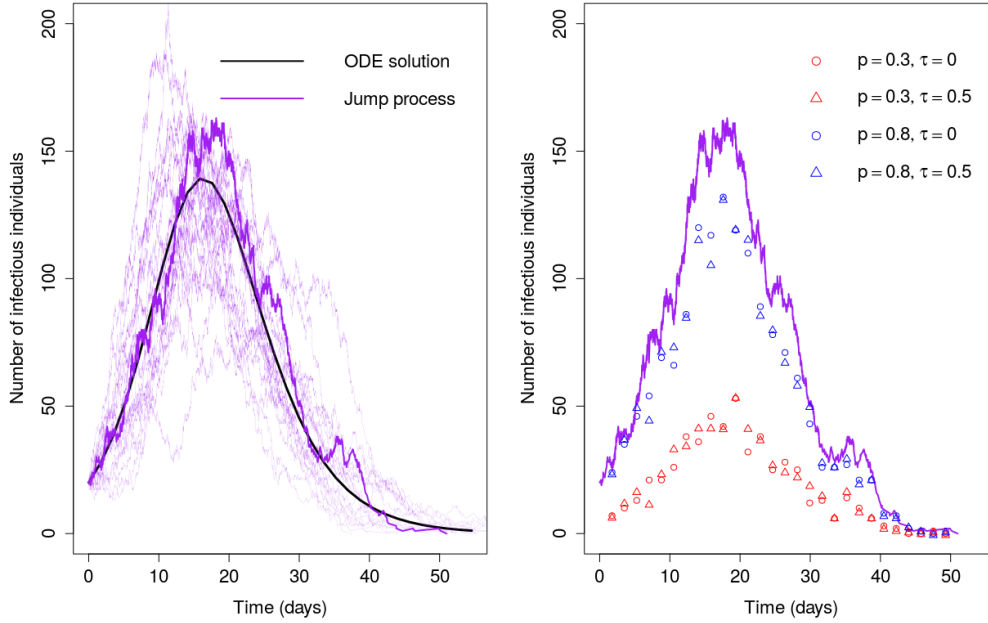 200
150
100
50
0
Number of infectious individuals
ODE solution
Jump process
0 10 20 30 40 50
Time (days)
200
150
100
50
0
Number of infectious individuals
p = 0.3, τ = 0
p = 0.3, τ = 0.5
p = 0.8, τ = 0
p = 0.8, τ = 0.5
0 10 20 30 40 50
Time (days)